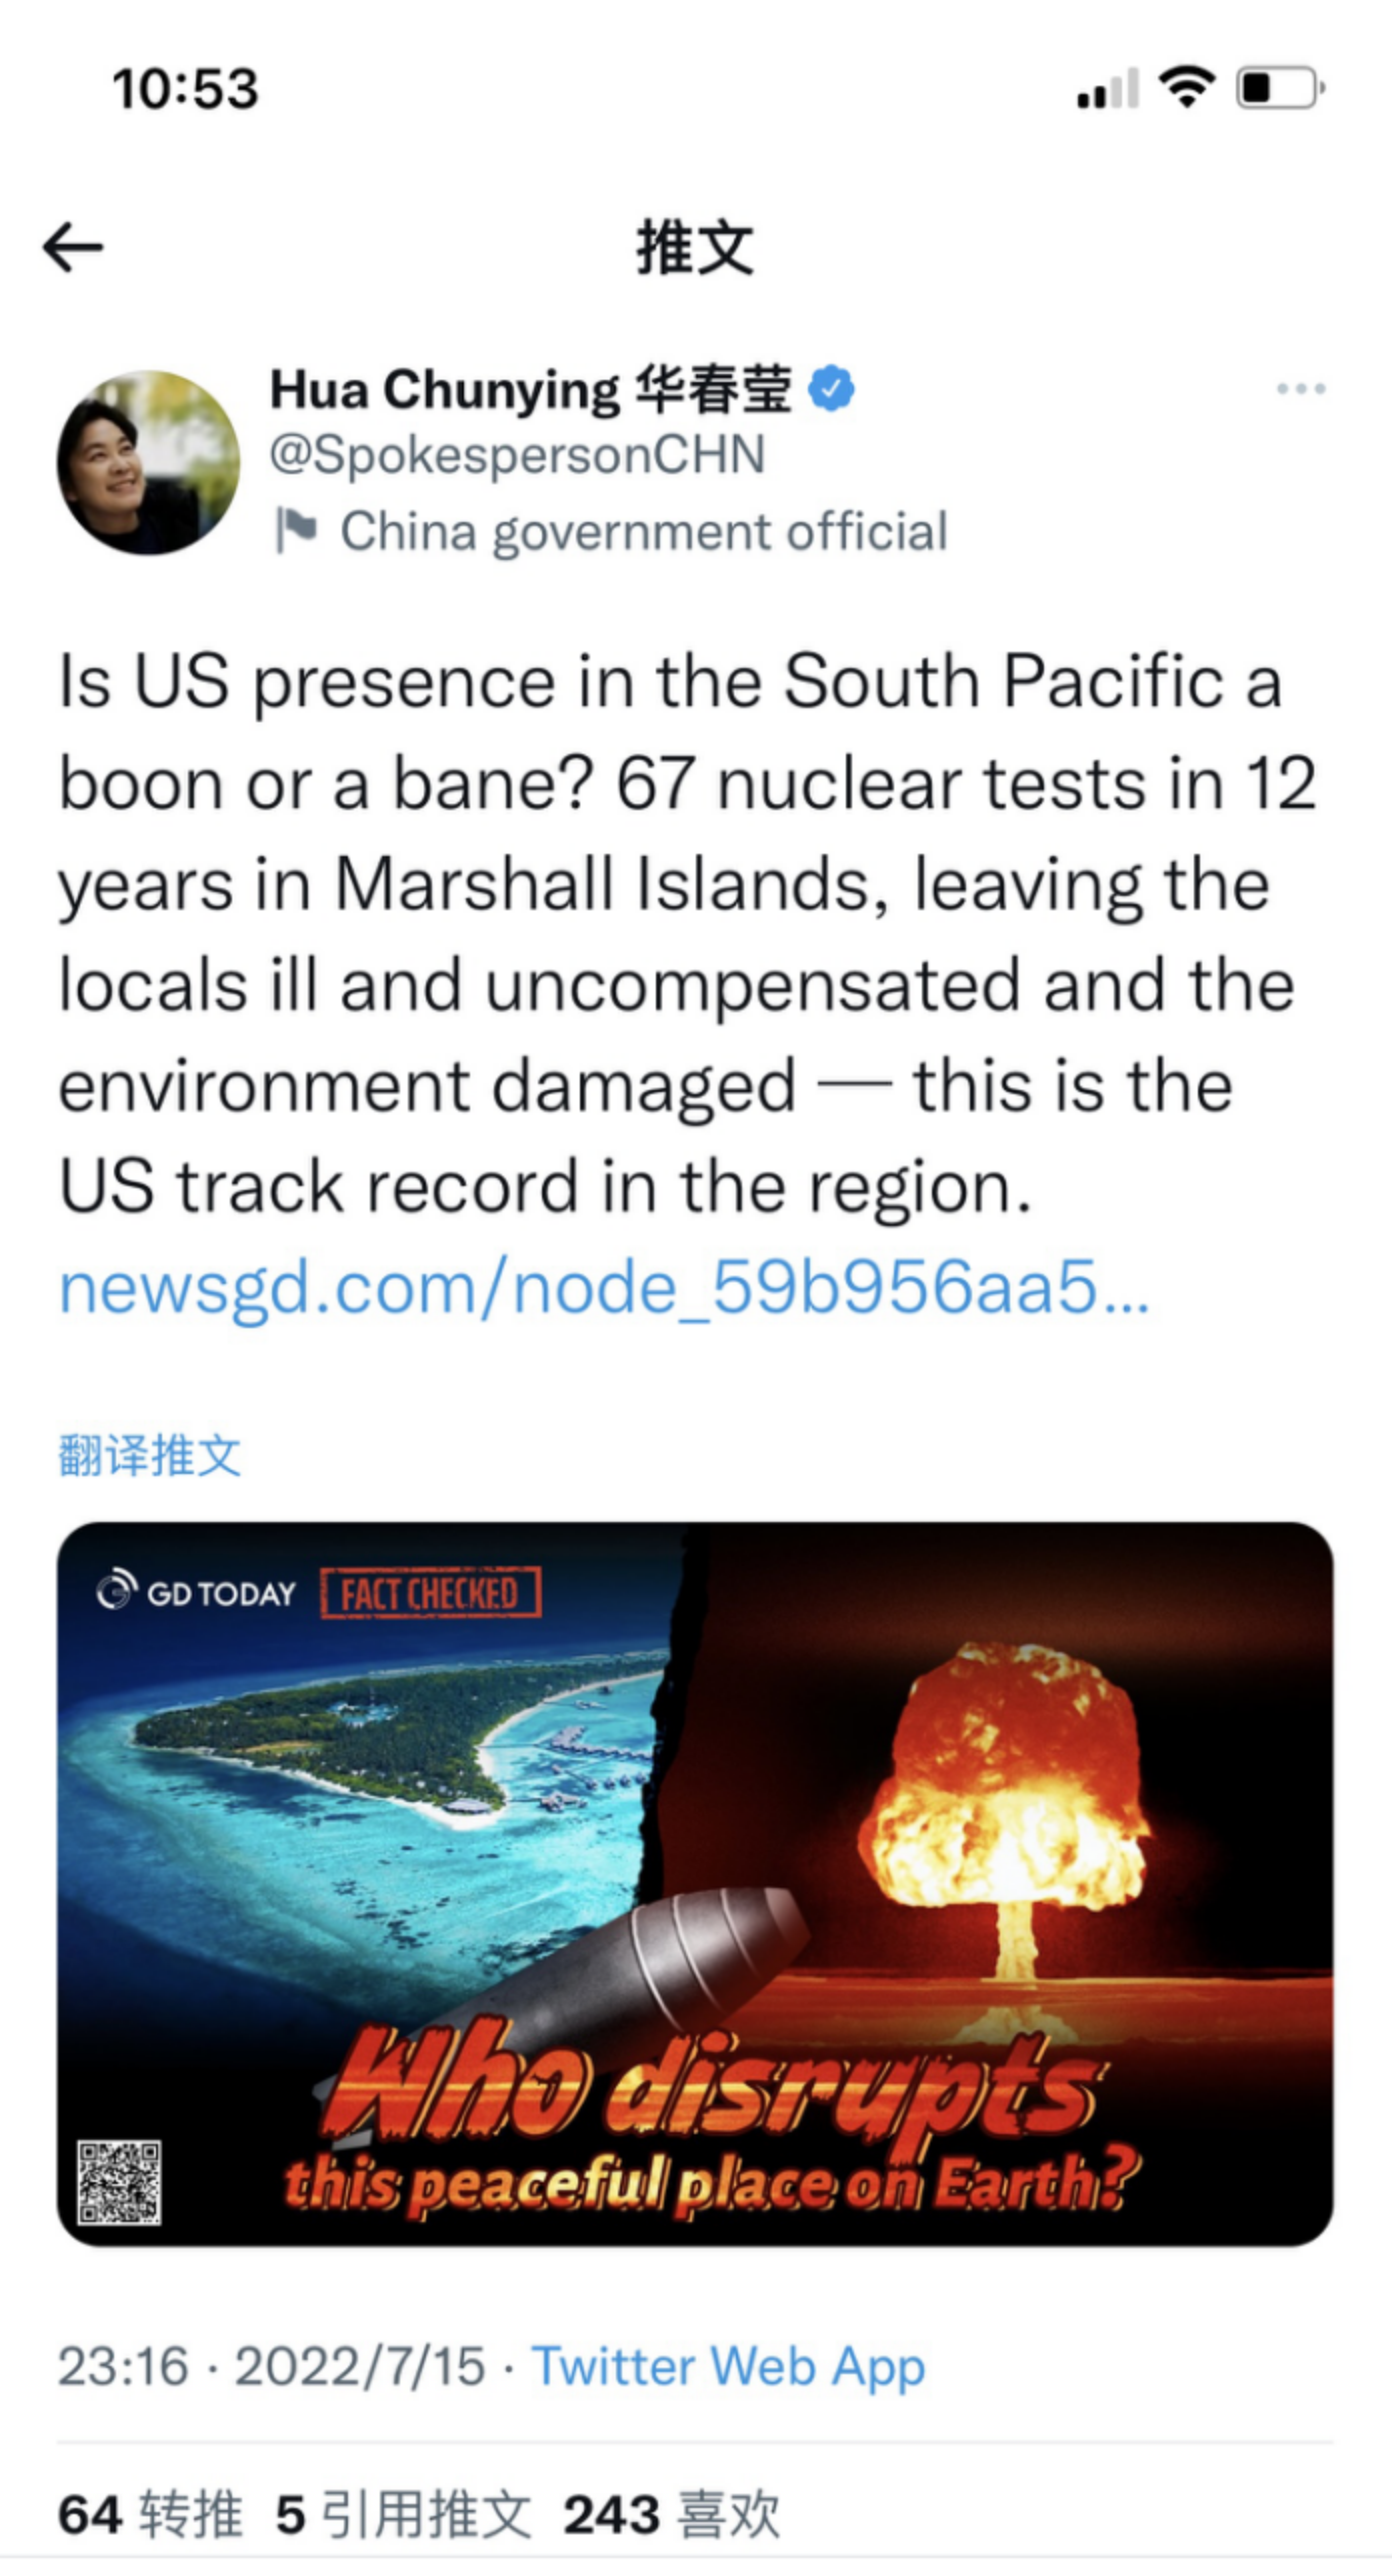 10:53
推文
Hua Chunying 华春莹
@SpokespersonCHN
China government official
Is US presence in the South Pacific a
boon or a bane? 67 nuclear tests in 12
years in Marshall Islands, leaving the
locals ill and uncompensated and the
environment damaged — this is the
US track record in the region.
newsgd.com/node_59b956aa5...
翻译推文
GD TODAY FACT CHECKED
Who disrupts
this peaceful place on Earth?
23:16 · 2022/7/15 · Twitter Web App
64 转推 5 引用推文 243 喜欢